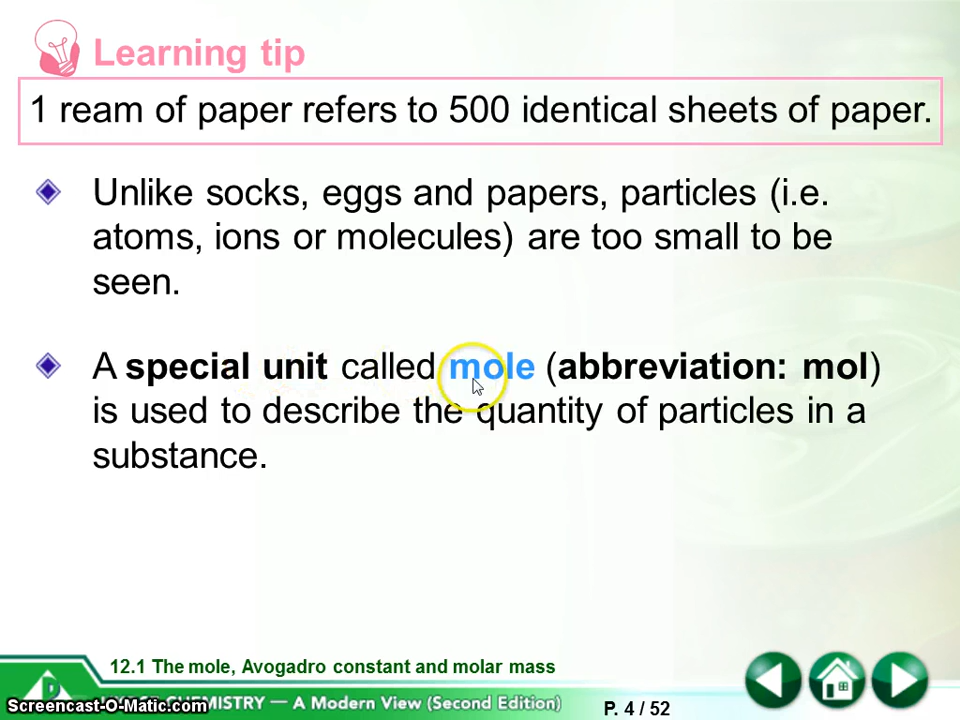 Learning tip
1 ream of paper refers to 500 identical sheets of paper.
Unlike socks, eggs and papers, particles (i.e.
atoms, ions or molecules) are too small to be
seen.
A special unit called mole (abbreviation: mol)
is used to describe the quantity of particles in a
substance.
12.1 The mole, Avogadro constant and molar mass
CHEMISTRY — A Modern View (Second Edition)
Screencast-O-Matic.com
P. 4 / 52